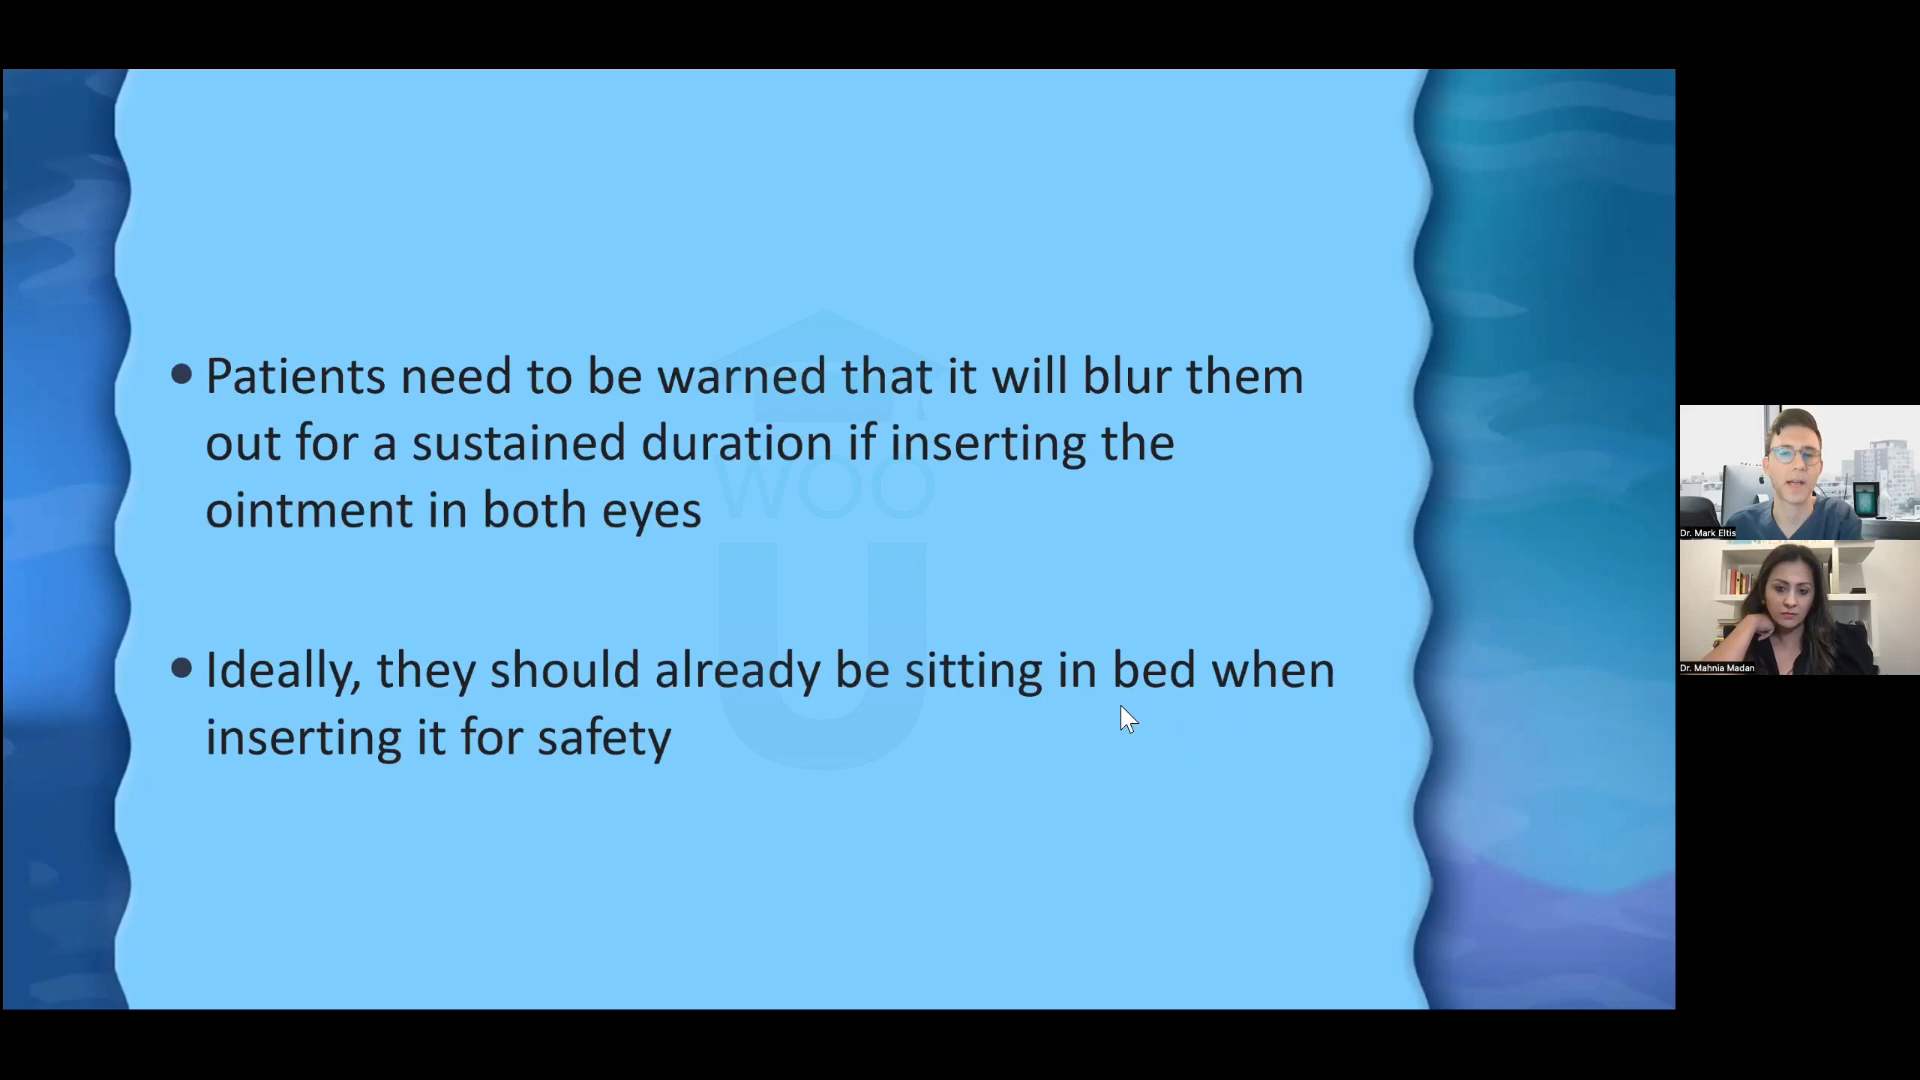 • Patients need to be warned that it will blur them
out for a sustained duration if inserting the
ointment in both eyes
• Ideally, they should already be sitting in bed when
inserting it for safety
WOO
U
Dr. Mark Eltis
Dr. Mahnia Madan